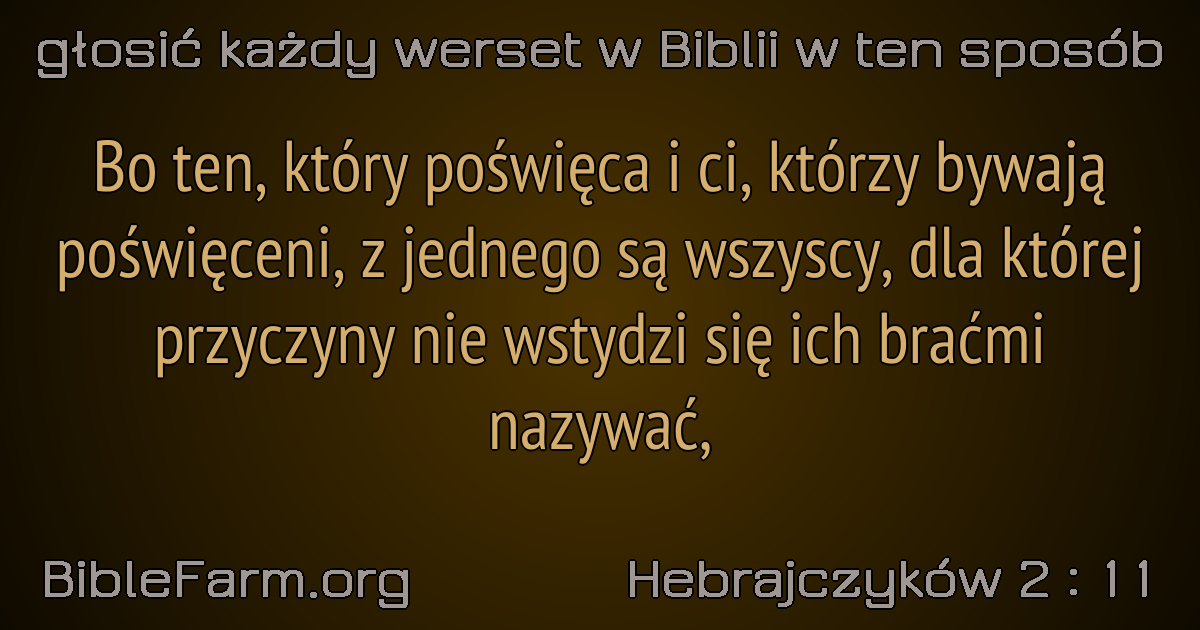 głosić każdy werset w Biblii w ten sposób
Bo ten, który poświęca i ci, którzy bywają
poświęceni, z jednego są wszyscy, dla której
przyczyny nie wstydzi się ich braćmi
nazywać,
BibleFarm.org
Hebrajczyków 2 : 11